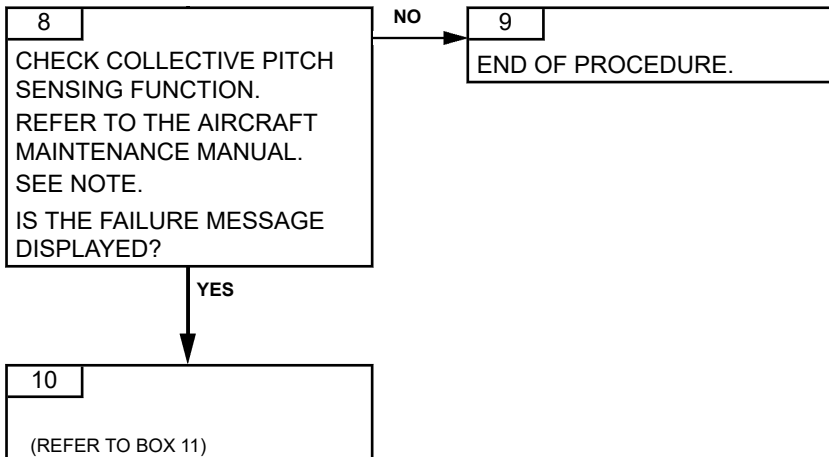 8
CHECK COLLECTIVE PITCH
SENSING FUNCTION.
REFER TO THE AIRCRAFT
MAINTENANCE MANUAL.
SEE NOTE.
IS THE FAILURE MESSAGE
DISPLAYED?
NO
9
END OF PROCEDURE.
YES
10
(REFER TO BOX 11)